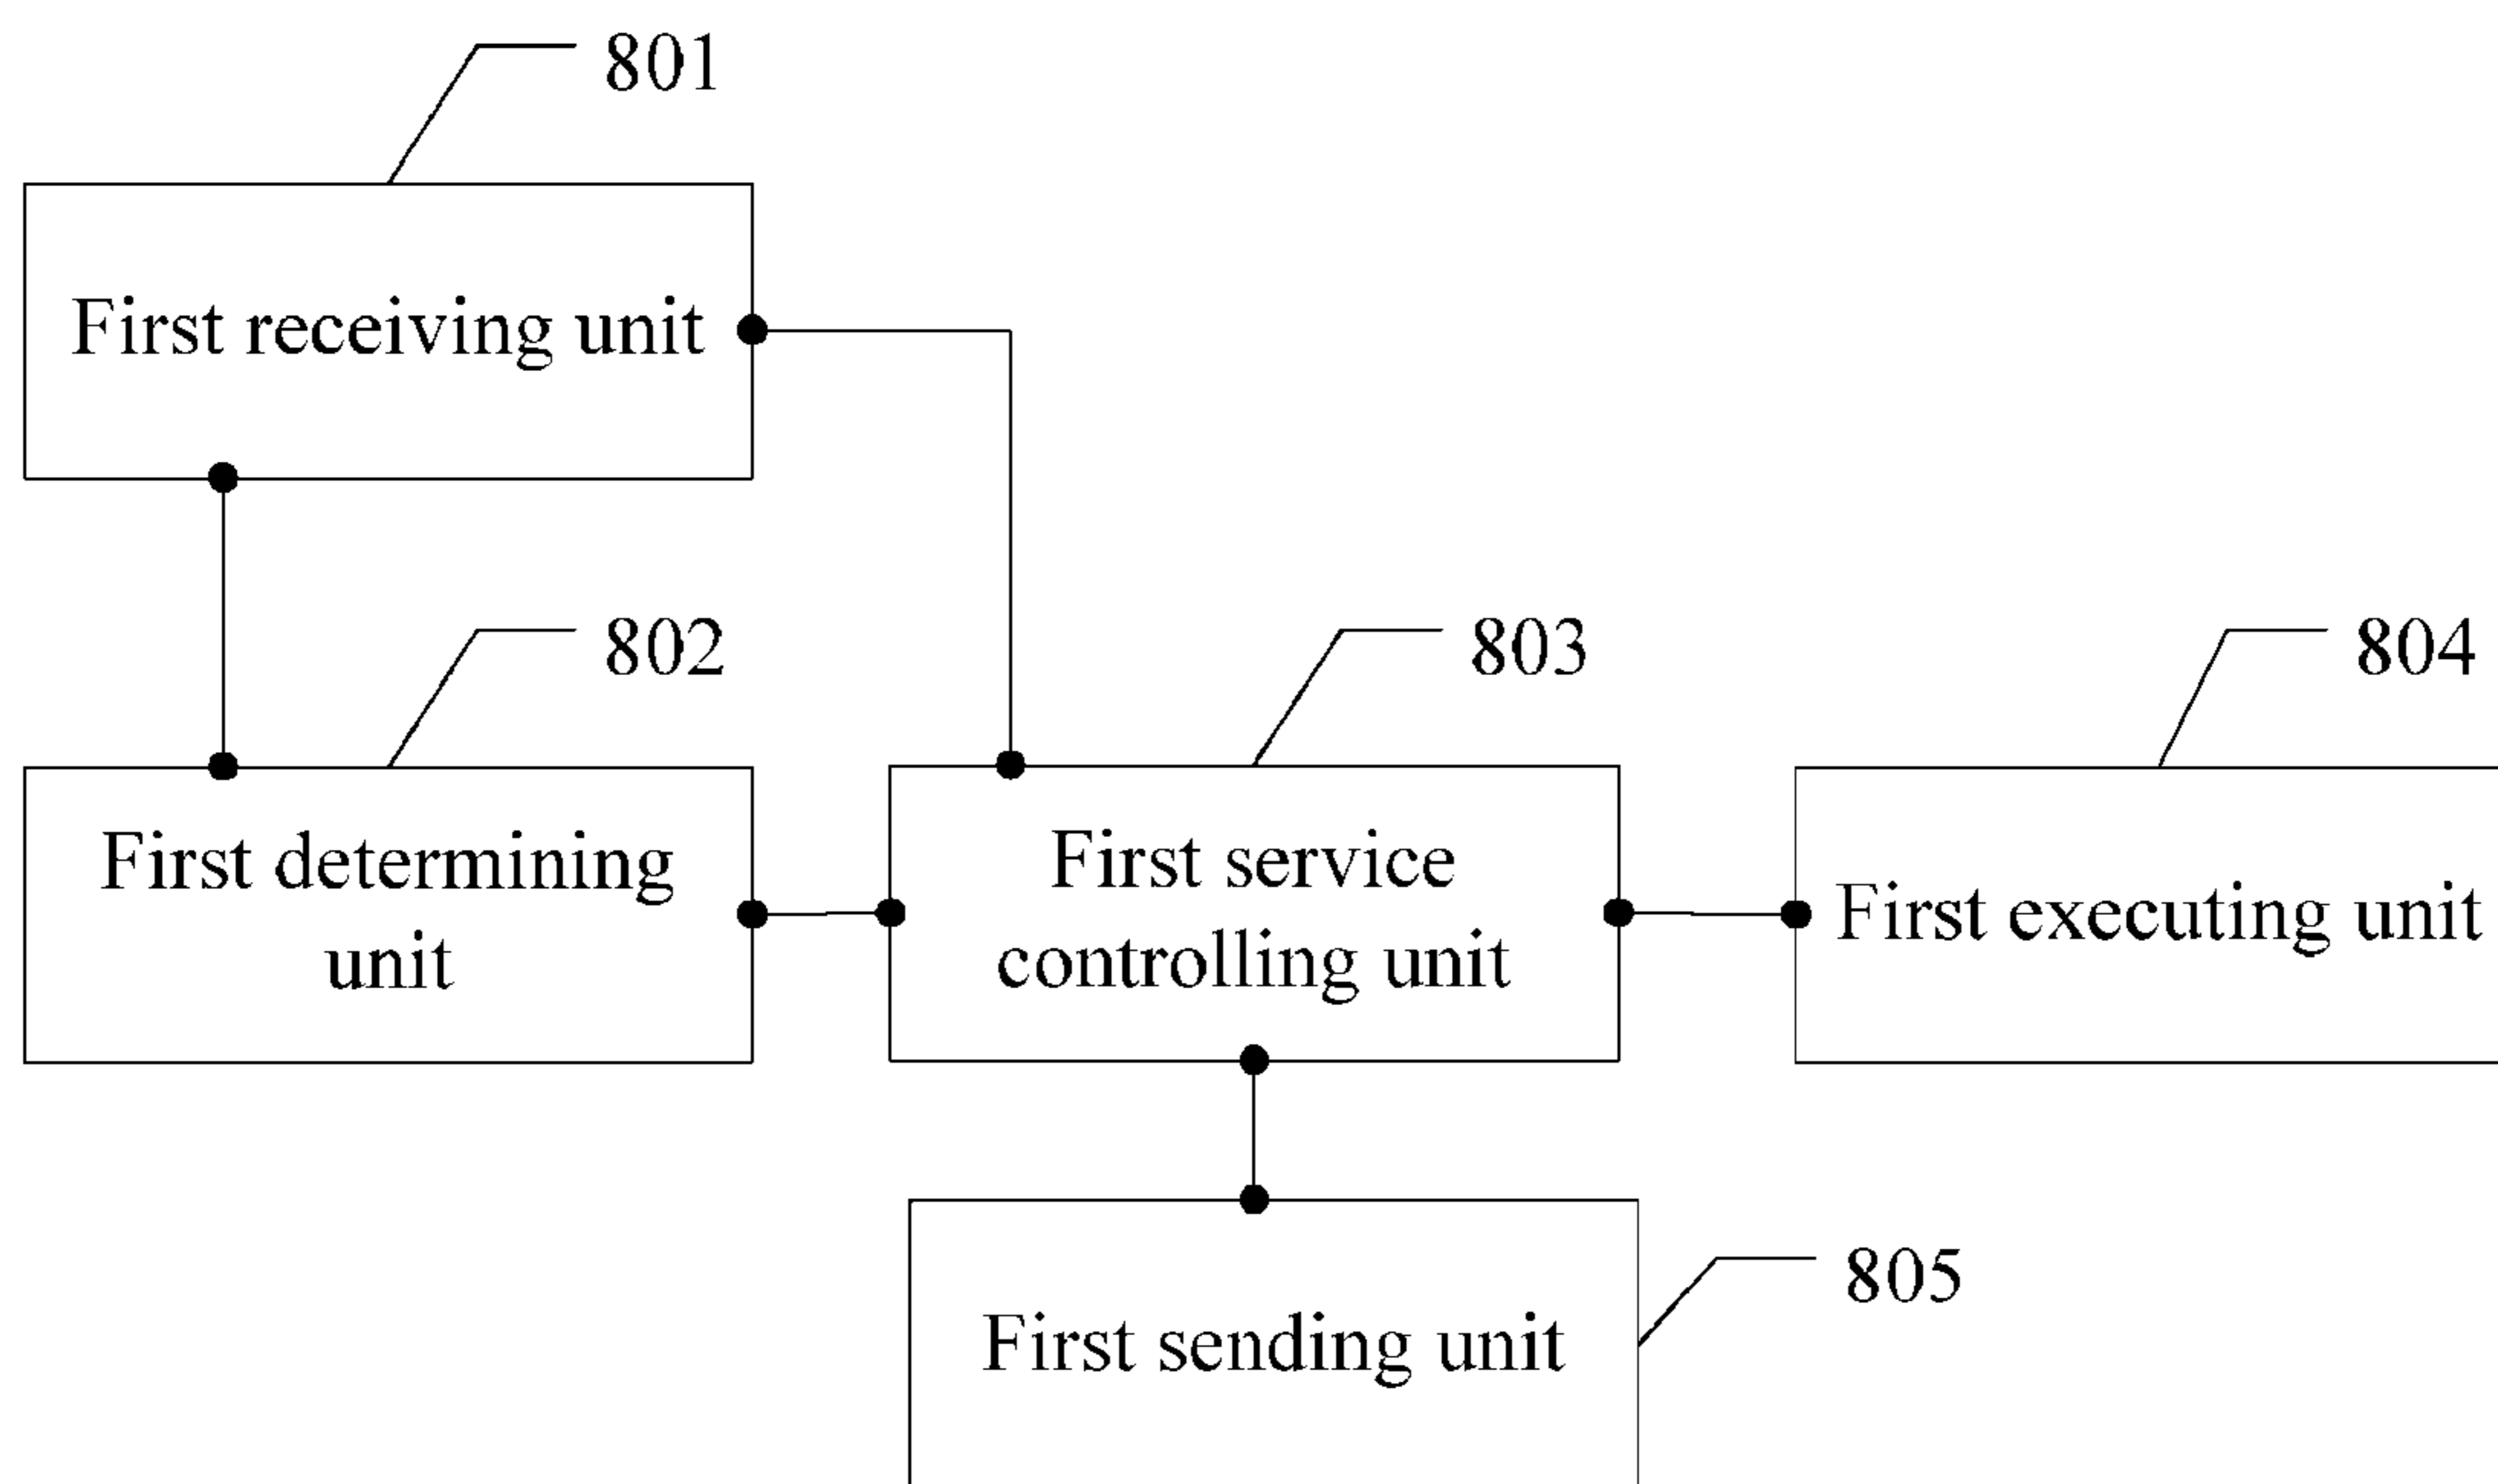 801
First receiving unit
802
803
804
First determining
unit
First service
controlling unit
First executing unit
805
First sending unit